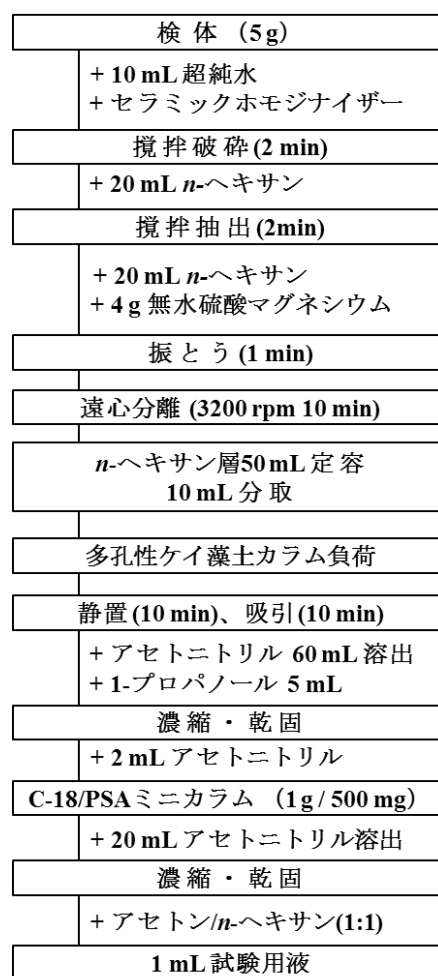 検 体 （5 g）
+ 10 mL 超純水
+ セラミックホモジナイザー
撹 拌 破 砕 (2 min)
+ 20 mL n-ヘキサン
撹 拌 抽 出 (2min)
+ 20 mL n-ヘキサン
+ 4 g 無水硫酸マグネシウム
振 と う (1 min)
遠心分離 (3200 rpm 10 min)
n-ヘキサン層50 mL 定 容
10 mL 分 取
多孔性ケイ藻土カラム負荷
静置 (10 min)、吸引 (10 min)
+ アセトニトリル 60 mL 溶出
+ 1-プロパノール 5 mL
濃 縮 ・ 乾 固
+ 2 mL アセトニトリル
C-18/PSAミニカラム （1 g / 500 mg）
+ 20 mL アセトニトリル溶出
濃 縮 ・ 乾 固
+ アセトン/n-ヘキサン(1:1)
1 mL 試験用液